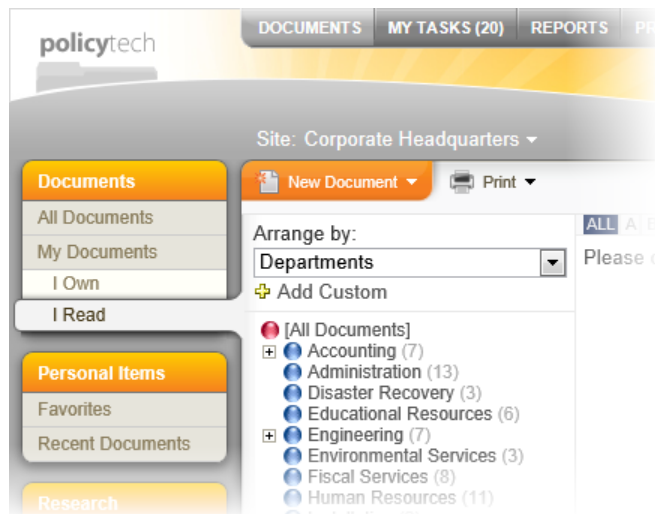 policytech
DOCUMENTS MY TASKS (20) REPORTS PR
Site: Corporate Headquarters
Documents
All Documents
My Documents
I Own
I Read
Personal Items
Favorites
Recent Documents
Research
New Document Print
Arrange by:
Departments
Add Custom
[All Documents]
Accounting (7)
Administration (13)
Disaster Recovery (3)
Educational Resources (6)
Engineering (7)
Environmental Services (3)
Fiscal Services (8)
Human Resources (11)
ALL A
Please